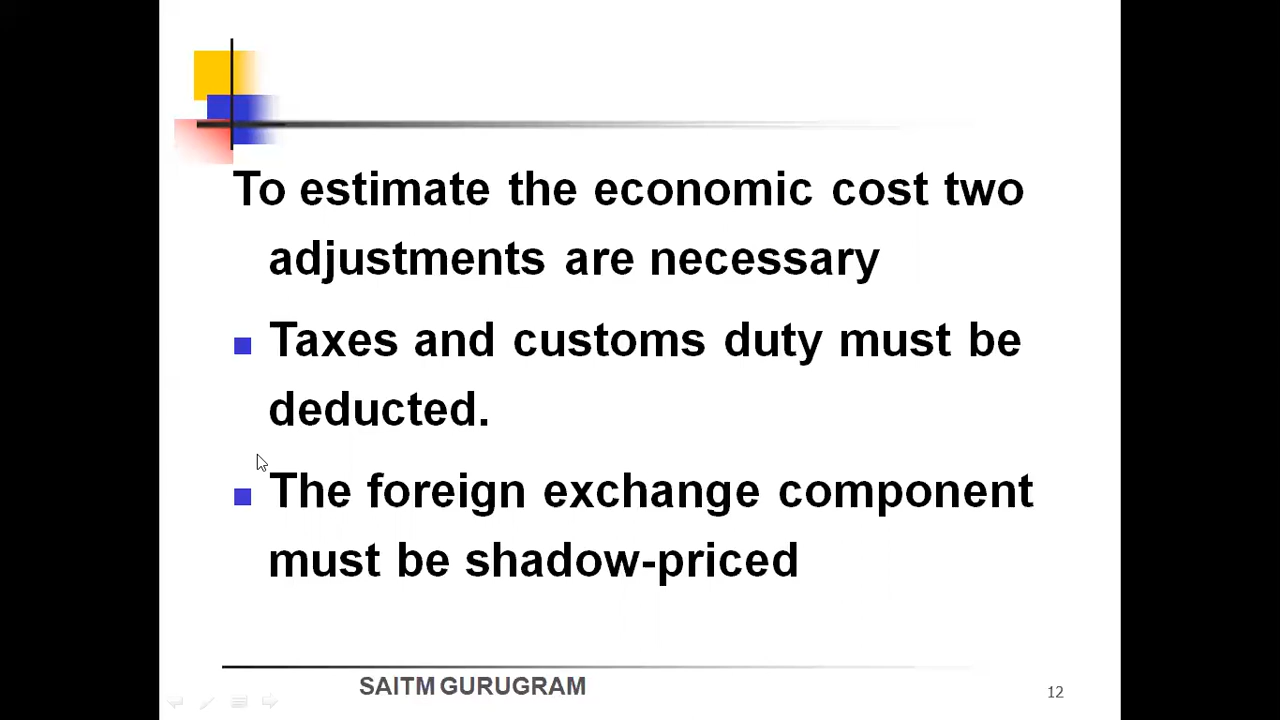 To estimate the economic cost two
adjustments are necessary
Taxes and customs duty must be
deducted.
The foreign exchange component
must be shadow-priced
SAITM GURUGRAM
12